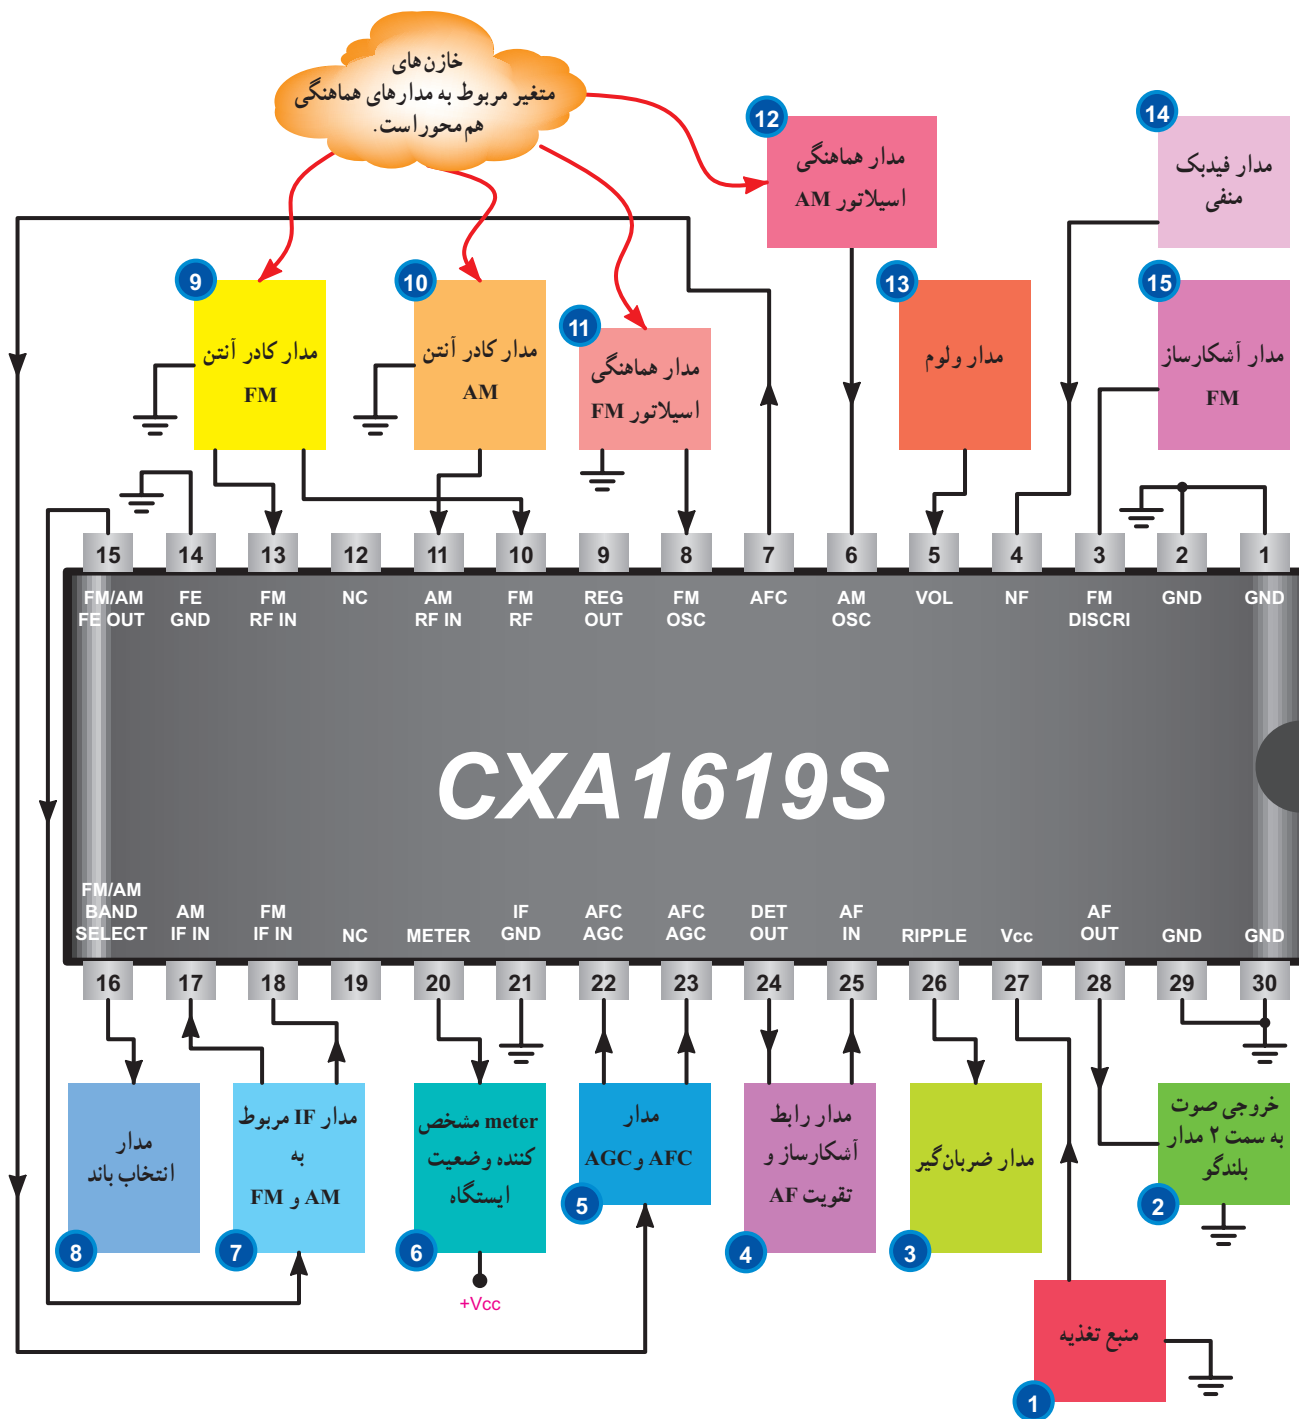 خازن‌های
متغیر مربوط به مدارهای هماهنگی
هم محور است.
12
مدار هماهنگی
اسیلاتور AM
14
مدار فیدبک
منفی
9
مدار کادر آنتن
FM
10
مدار کادر آنتن
AM
11
مدار هماهنگی
اسیلاتور FM
13
مدار ولوم
15
مدار آشکارساز
FM
15
14
13
12
11
10
9
8
7
6
5
4
3
2
1
FM/AM
FE OUT
FE
GND
FM
RF IN
NC
AM
RF IN
FM
RF
REG
OUT
FM
OSC
AFC
AM
OSC
VOL
NF
FM
DISCRI
GND
GND
CXA1619S
FM/AM
BAND
SELECT
AM
IF IN
FM
IF IN
NC
METER
IF
GND
AFC
AGC
AFC
AGC
DET
OUT
AF
IN
RIPPLE
Vcc
AF
OUT
GND
GND
16
17
18
19
20
21
22
23
24
25
26
27
28
29
30
مدار
انتخاب باند
8
مدار IF مربوط
به
AM و FM
7
meter مشخص
کننده وضعیت
ایستگاه
6
+Vcc
مدار
AFC و AGC
5
مدار رابط
آشکارساز و
تقویت AF
4
مدار ضربان‌گیر
3
خروجی صوت
به سمت ۲ مدار
بلندگو
2
منبع تغذیه
1